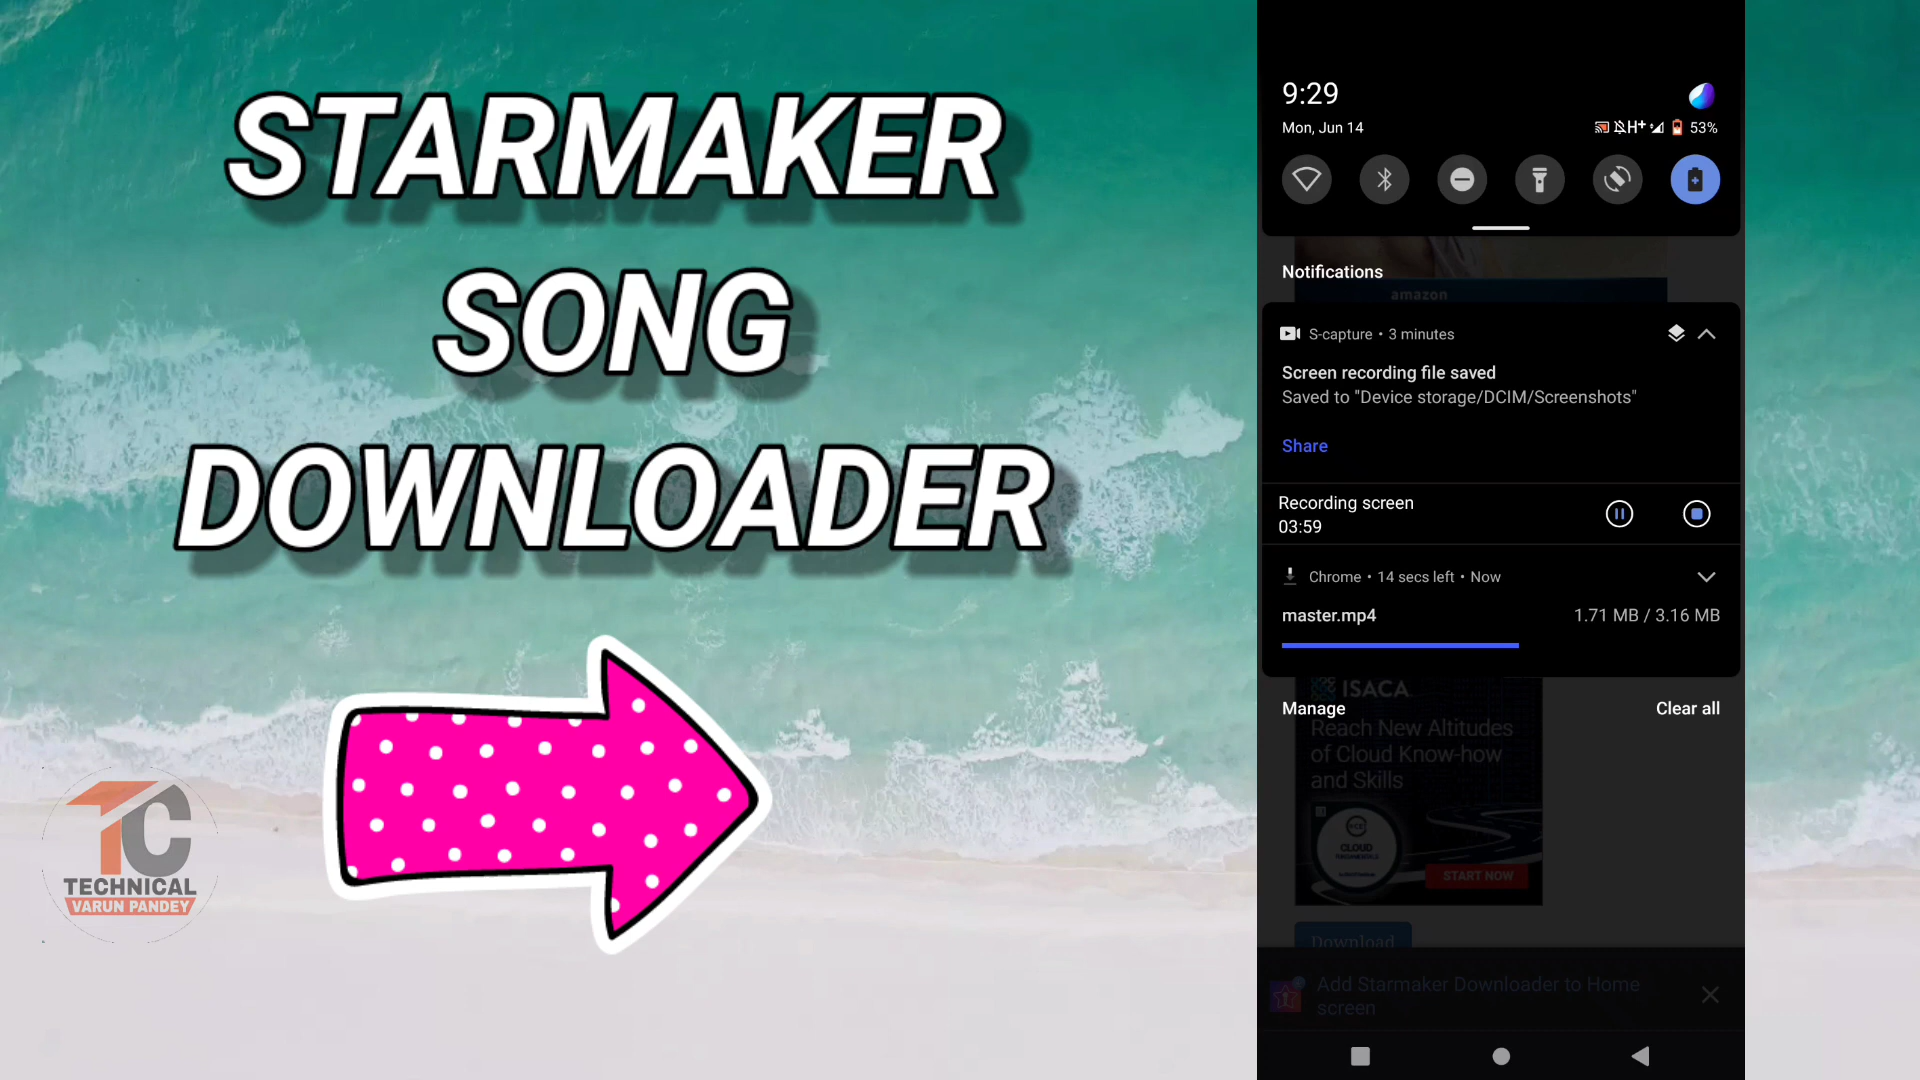 STARMAKER
SONG
DOWNLOADER
TC
TECHNICAL
VARUN PANDEY
9:29
Mon, Jun 14
H+ 53%
Notifications
amazon
S-capture • 3 minutes
Screen recording file saved
Saved to "Device storage/DCIM/Screenshots"
Share
Recording screen
03:59
Chrome • 14 secs left • Now
master.mp4 1.71 MB / 3.16 MB
ISACA
Manage Clear all
Reach New Altitudes
of Cloud Know-how
and Skills
CLOUD
START NOW
Download
Add Starmaker Downloader to Home
screen